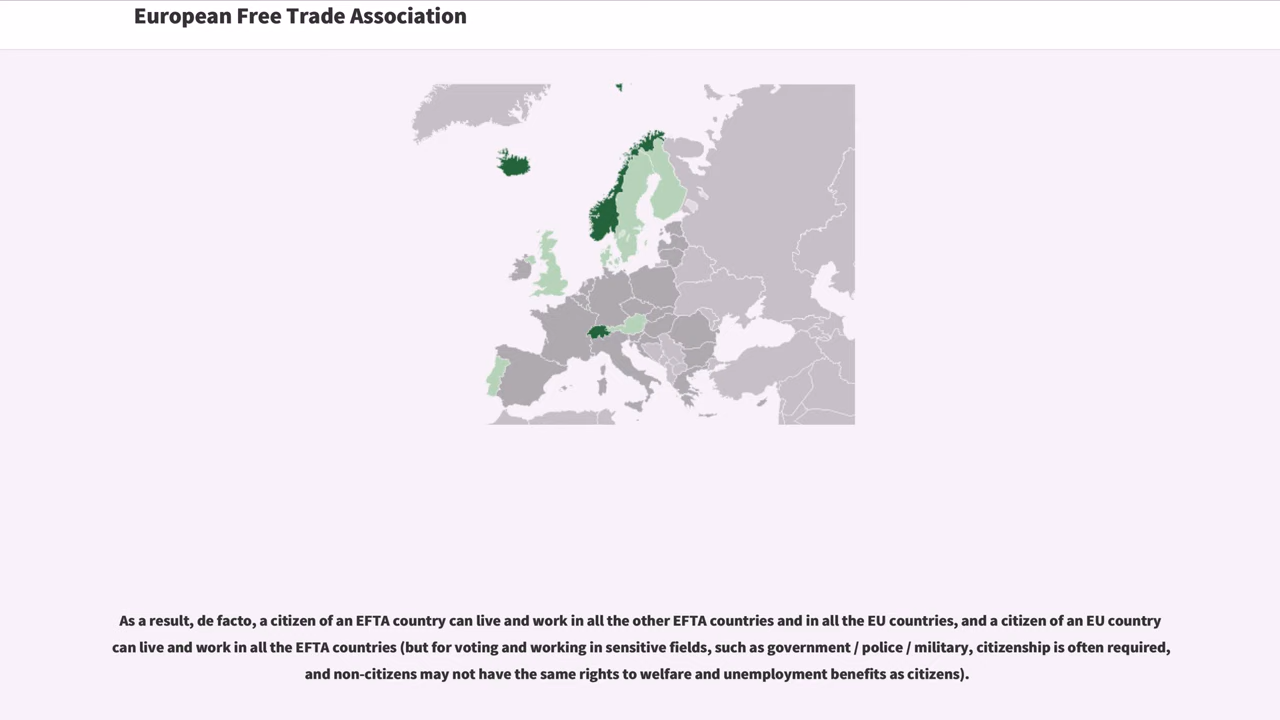 European Free Trade Association
As a result, de facto, a citizen of an EFTA country can live and work in all the other EFTA countries and in all the EU countries, and a citizen of an EU country
can live and work in all the EFTA countries (but for voting and working in sensitive fields, such as government / police / military, citizenship is often required,
and non-citizens may not have the same rights to welfare and unemployment benefits as citizens).